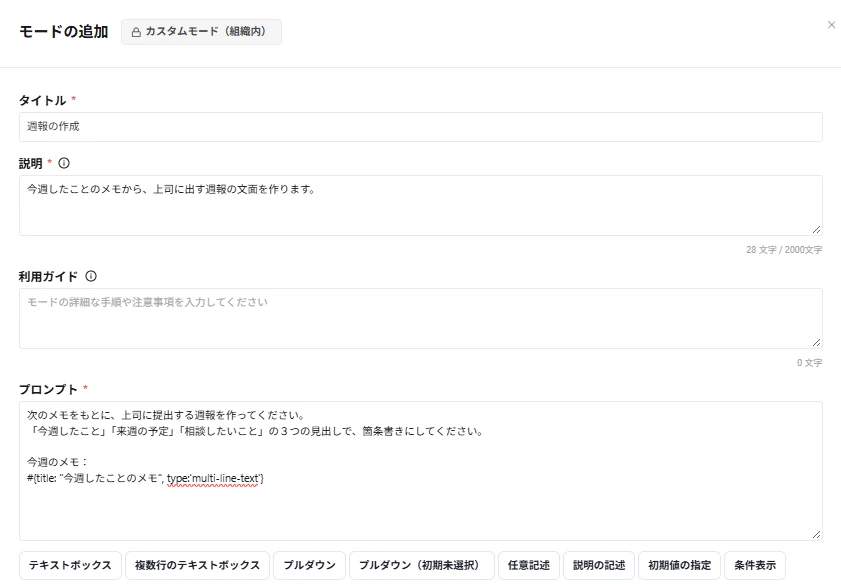 モードの追加
カスタムモード（組織内）
×
タイトル *
週報の作成
説明 *
今週したことのメモから、上司に出す週報の文面を作ります。
28 文字 / 2000文字
利用ガイド
モードの詳細な手順や注意事項を入力してください
0 文字
プロンプト *
次のメモをもとに、上司に提出する週報を作ってください。
「今週したこと」「来週の予定」「相談したいこと」の３つの見出しで、箇条書きにしてください。
今週のメモ：
#{title: "今週したことのメモ", type:'multi-line-text'}
テキストボックス
複数行のテキストボックス
プルダウン
プルダウン（初期未選択）
任意記述
説明の記述
初期値の指定
条件表示